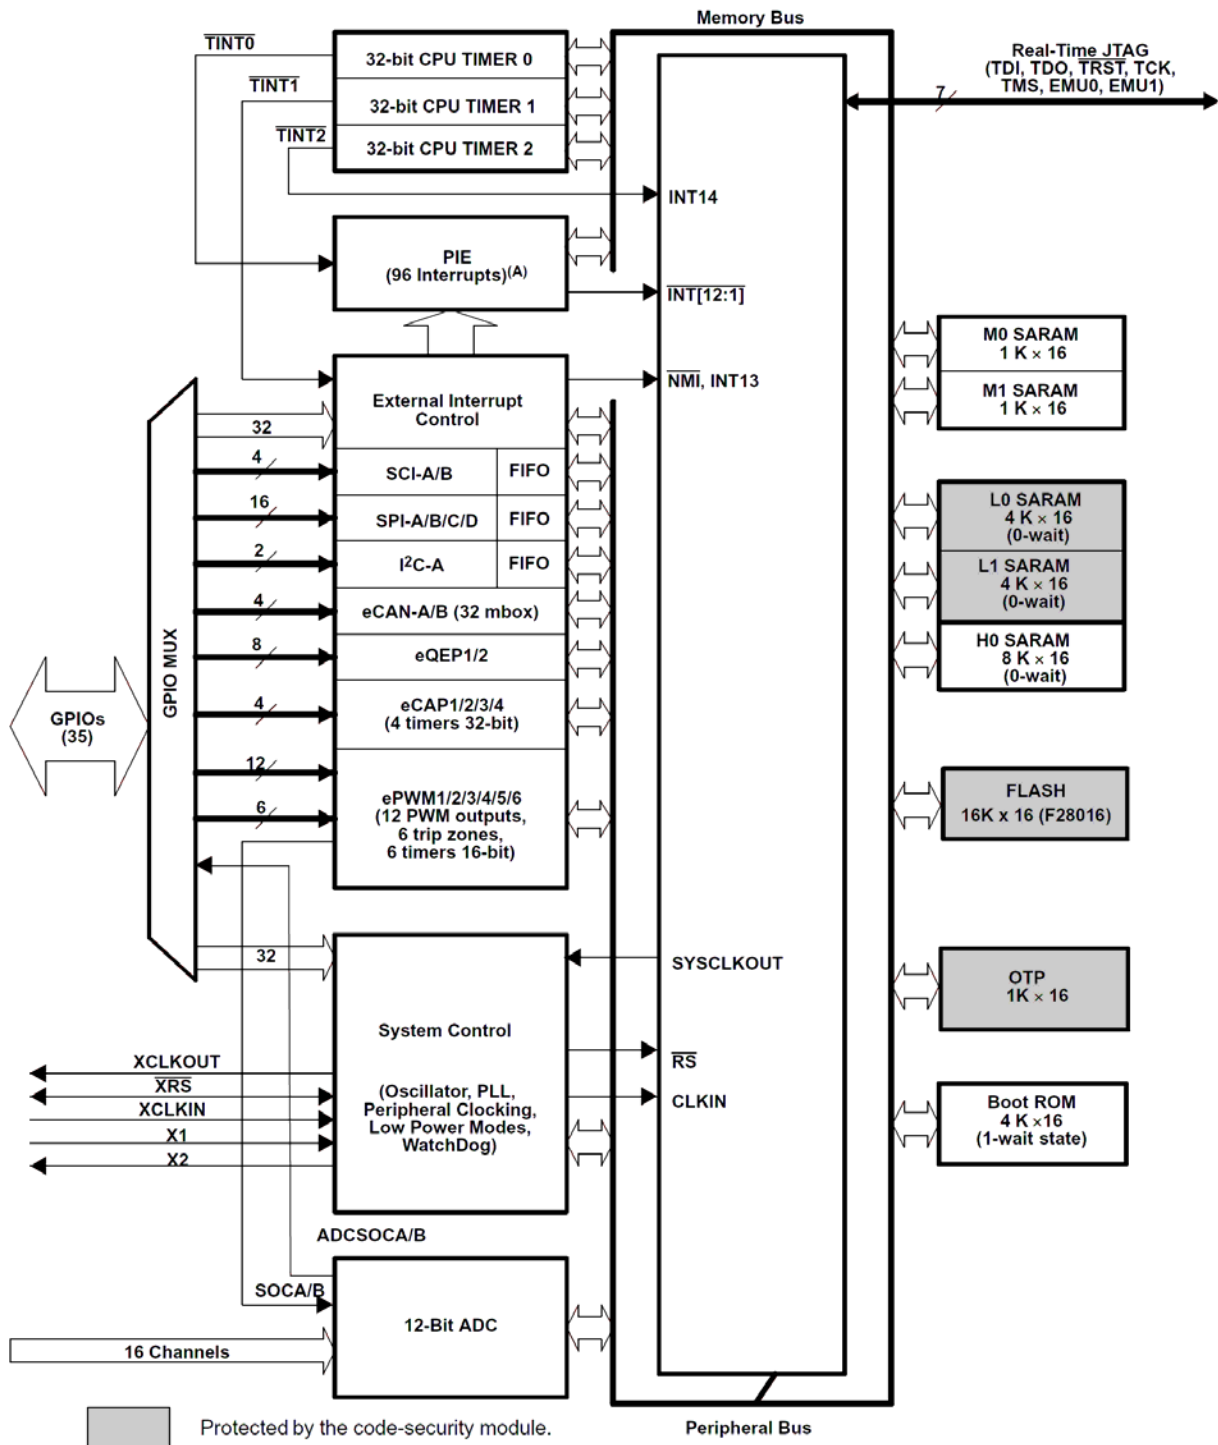 Memory Bus
TINT0
32-bit CPU TIMER 0
Real-Time JTAG
(TDI, TDO, TRST, TCK,
TMS, EMU0, EMU1)
7
TINT1
32-bit CPU TIMER 1
TINT2
32-bit CPU TIMER 2
INT14
PIE
(96 Interrupts)(A)
INT[12:1]
M0 SARAM
1 K × 16
NMI, INT13
M1 SARAM
1 K × 16
External Interrupt
Control
32
4
SCI-A/B
FIFO
16
SPI-A/B/C/D
FIFO
L0 SARAM
4 K × 16
(0-wait)
2
I²C-A
FIFO
L1 SARAM
4 K × 16
(0-wait)
4
eCAN-A/B (32 mbox)
8
eQEP1/2
H0 SARAM
8 K × 16
(0-wait)
GPIO MUX
GPIOs
(35)
4
eCAP1/2/3/4
(4 timers 32-bit)
12
6
ePWM1/2/3/4/5/6
(12 PWM outputs,
6 trip zones,
6 timers 16-bit)
FLASH
16K x 16 (F28016)
32
SYSCLKOUT
OTP
1K × 16
System Control
(Oscillator, PLL,
Peripheral Clocking,
Low Power Modes,
WatchDog)
RS
CLKIN
XCLKOUT
XRS
XCLKIN
X1
X2
Boot ROM
4 K ×16
(1-wait state)
ADCSOCA/B
SOCA/B
12-Bit ADC
16 Channels
Protected by the code-security module.
Peripheral Bus